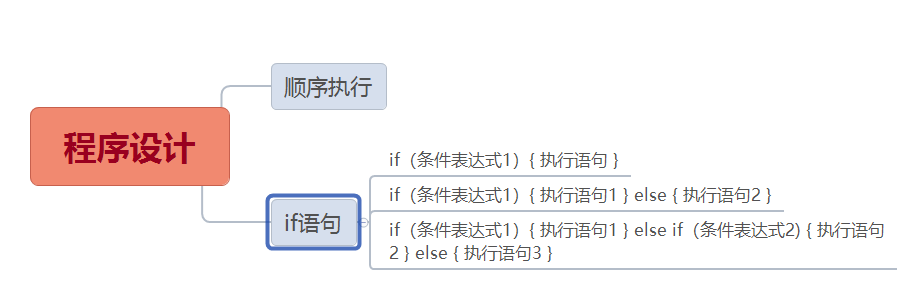 顺序执行
程序设计
if语句
if（条件表达式1）{ 执行语句 }
if（条件表达式1）{ 执行语句1 } else { 执行语句2 }
if（条件表达式1）{ 执行语句1 } else if（条件表达式2) { 执行语句
2 } else { 执行语句3 }